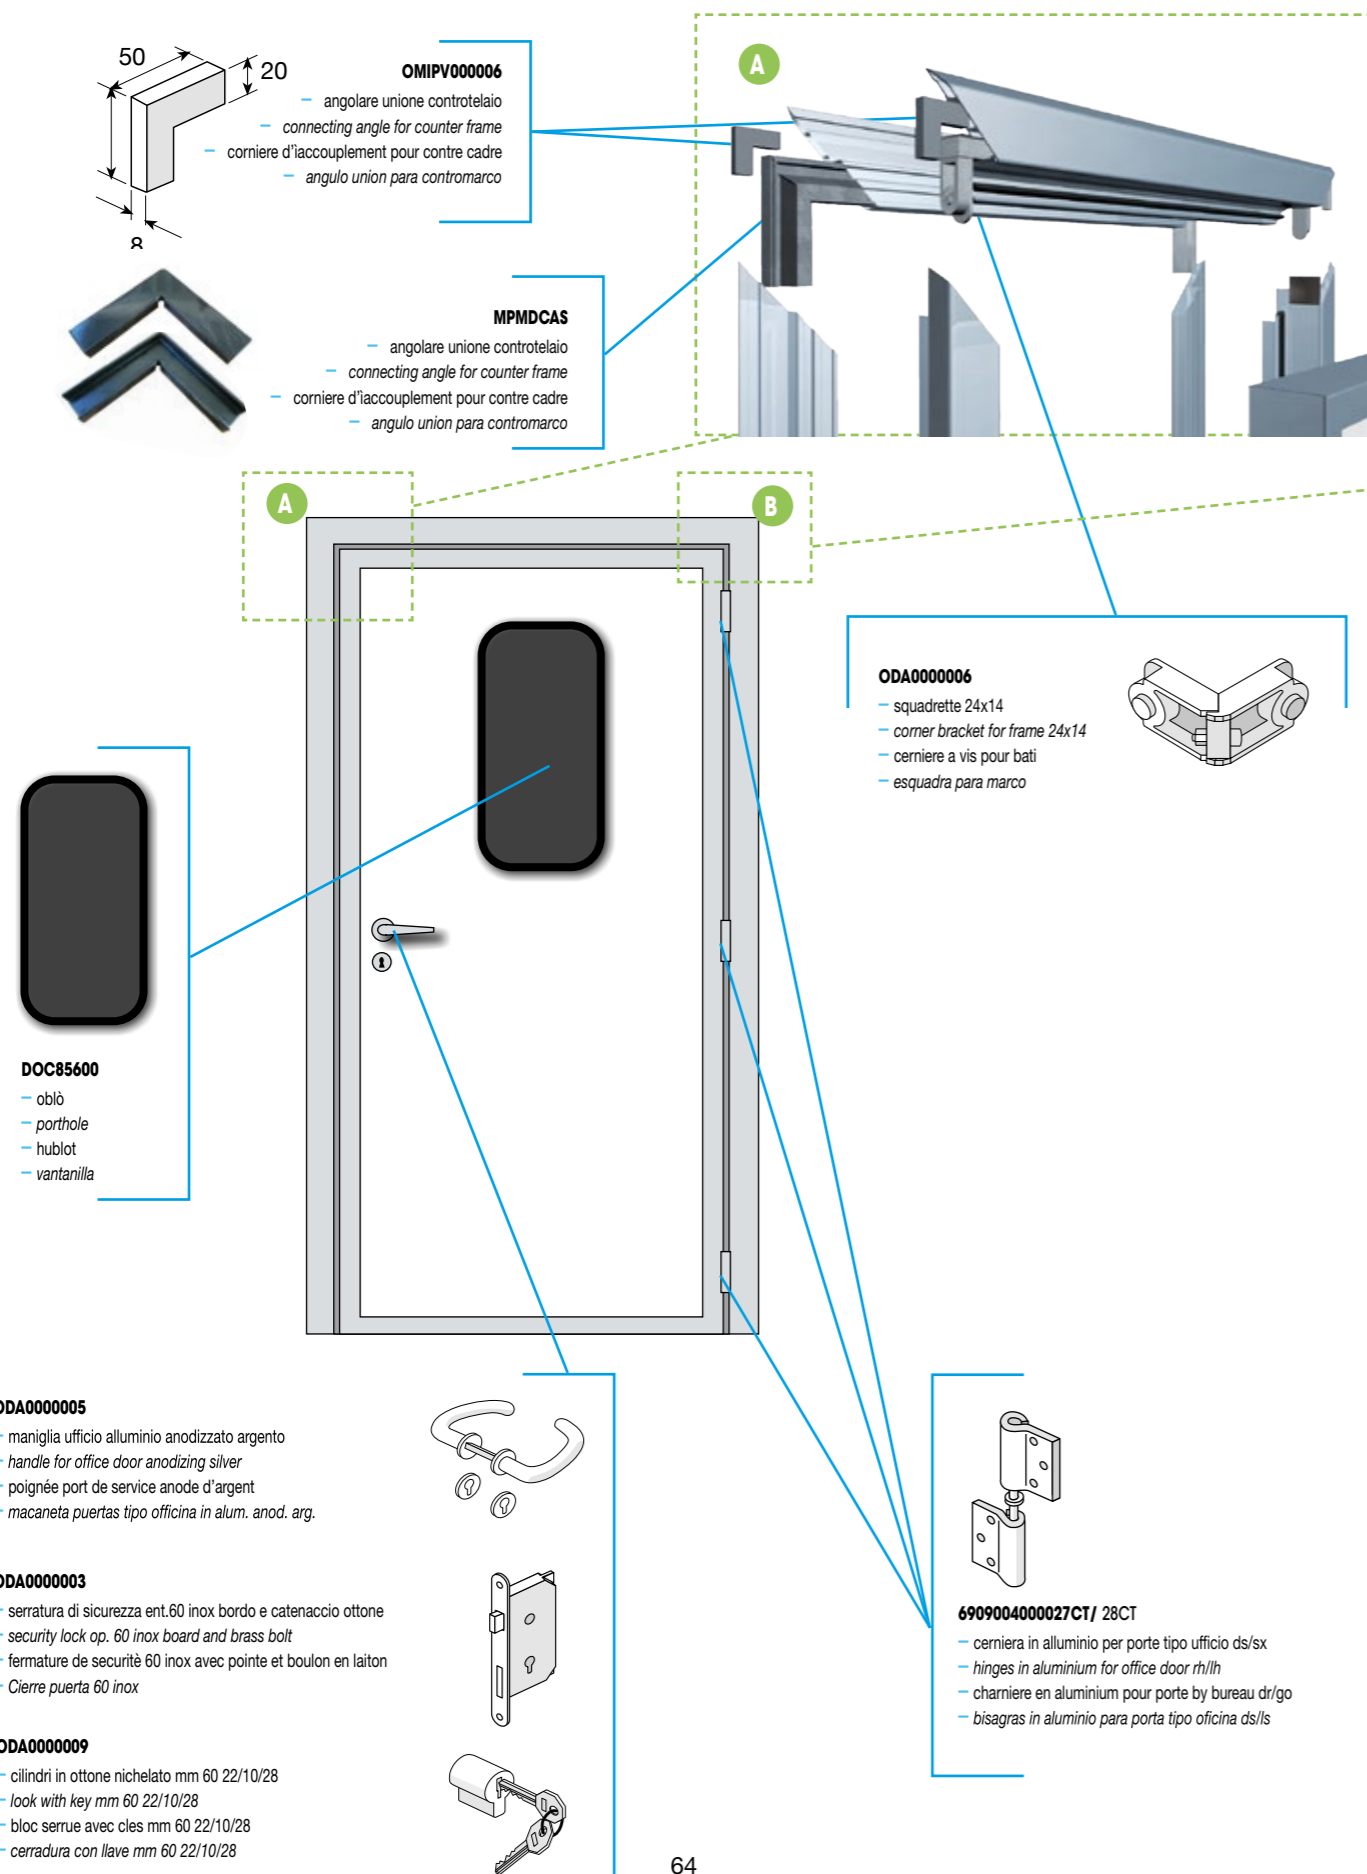 50
20
8
OMIPV000006
– angolare unione controtelaio
– connecting angle for counter frame
– corniere d'ìaccouplement pour contre cadre
– angulo union para contromarco
A
MPMDCAS
– angolare unione controtelaio
– connecting angle for counter frame
– corniere d'ìaccouplement pour contre cadre
– angulo union para contromarco
A
B
ODA0000006
– squadrette 24x14
– corner bracket for frame 24x14
– cerniere a vis pour bati
– esquadra para marco
DOC85600
– oblò
– porthole
– hublot
– vantanilla
ODA0000005
– maniglia ufficio alluminio anodizzato argento
– handle for office door anodizing silver
– poignée port de service anode d'argent
– macaneta puertas tipo officina in alum. anod. arg.
ODA0000003
– serratura di sicurezza ent.60 inox bordo e catenaccio ottone
– security lock op. 60 inox board and brass bolt
– fermature de securitè 60 inox avec pointe et boulon en laiton
– Cierre puerta 60 inox
ODA0000009
– cilindri in ottone nichelato mm 60 22/10/28
– look with key mm 60 22/10/28
– bloc serrue avec cles mm 60 22/10/28
– cerradura con llave mm 60 22/10/28
6909004000027CT/ 28CT
– cerniera in alluminio per porte tipo ufficio ds/sx
– hinges in aluminium for office door rh/lh
– charniere en aluminium pour porte by bureau dr/go
– bisagras in aluminio para porta tipo oficina ds/ls
64